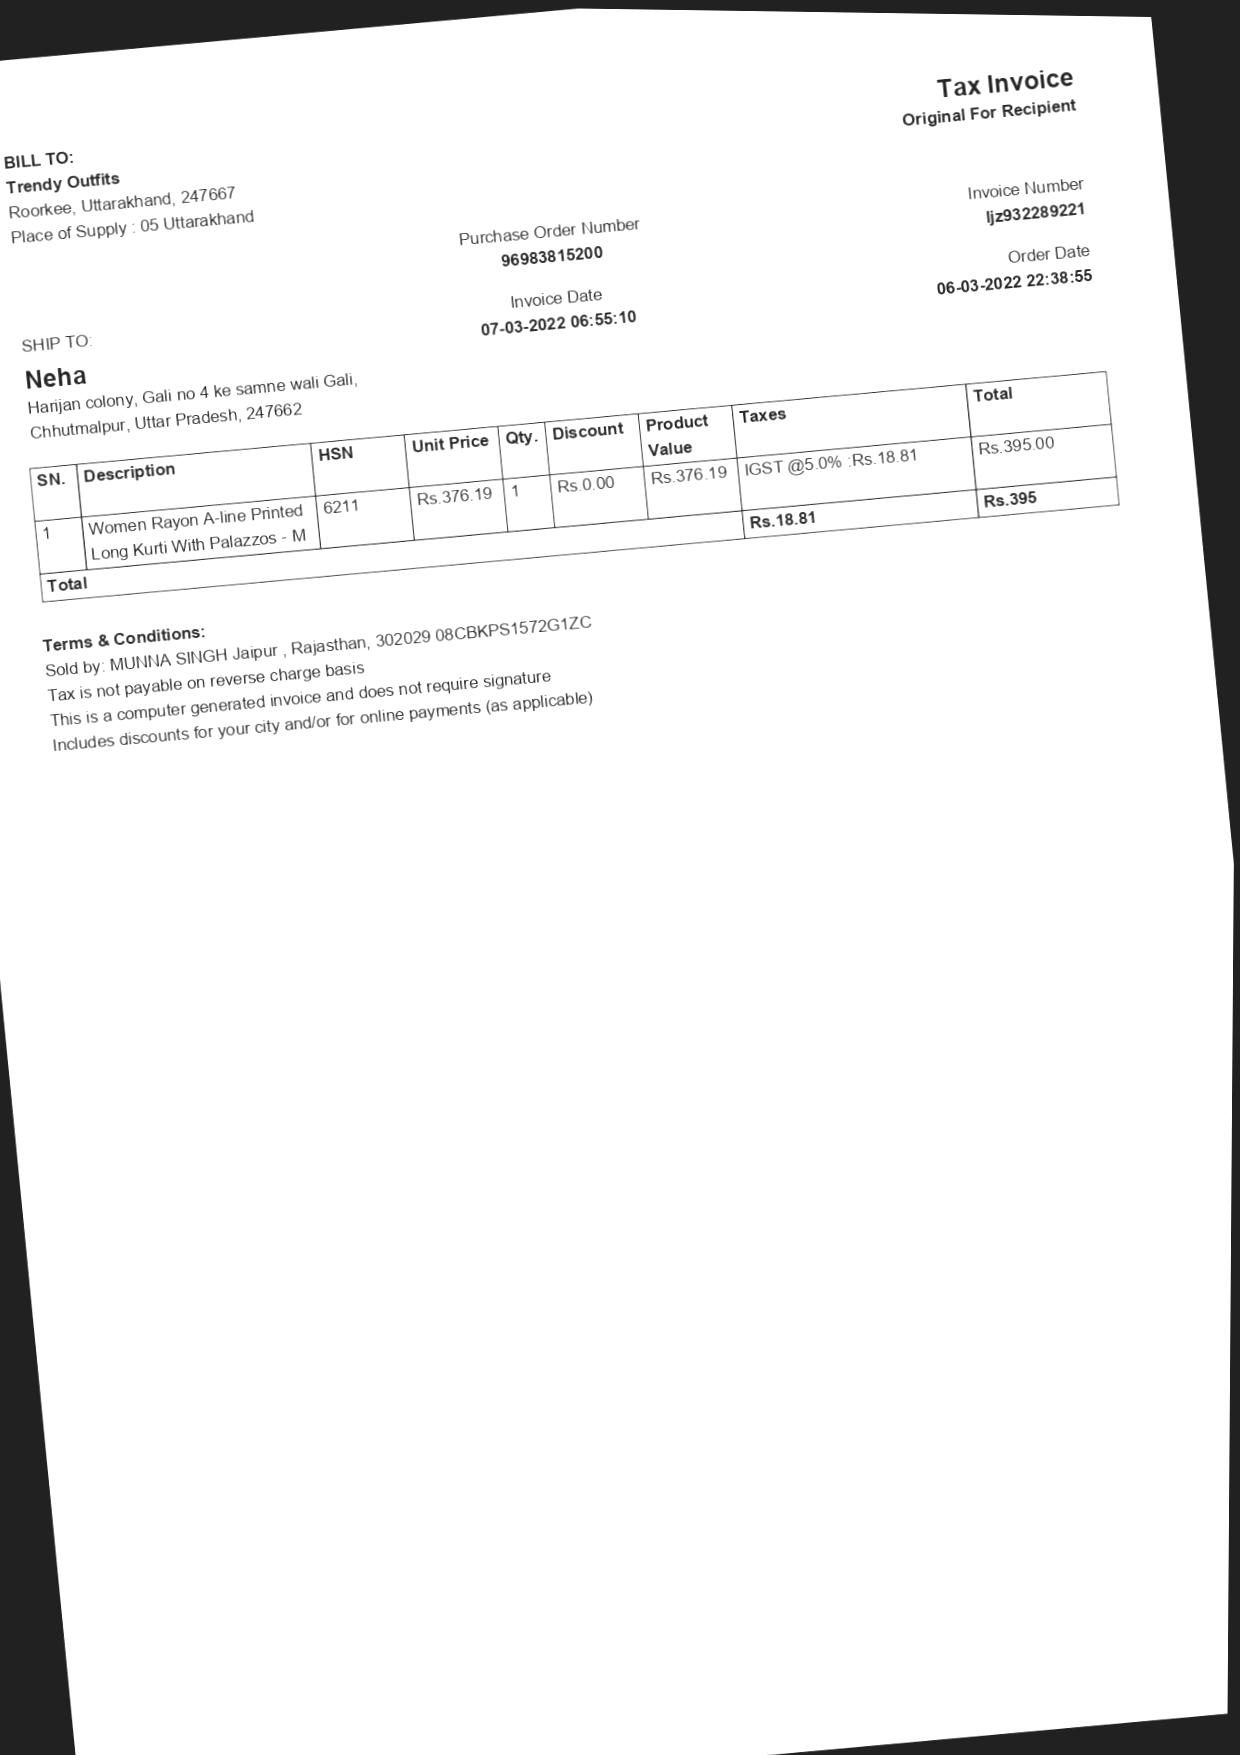 Tax Invoice
Original For Recipient
BILL TO:
Trendy Outfits
Roorkee, Uttarakhand, 247667
Place of Supply : 05 Uttarakhand
Purchase Order Number
96983815200
Invoice Number
ljz932289221
Invoice Date
07-03-2022 06:55:10
Order Date
06-03-2022 22:38:55
SHIP TO:
Neha
Harijan colony, Gali no 4 ke samne wali Gali,
Chhutmalpur, Uttar Pradesh, 247662
SN. Description HSN Unit Price Qty. Discount Product Value Taxes Total
1 Women Rayon A-line Printed Long Kurti With Palazzos - M 6211 Rs.376.19 1 Rs.0.00 Rs.376.19 IGST @5.0% :Rs.18.81 Rs.395.00
Total Rs.18.81 Rs.395
Terms & Conditions:
Sold by: MUNNA SINGH Jaipur , Rajasthan, 302029 08CBKPS1572G1ZC
Tax is not payable on reverse charge basis
This is a computer generated invoice and does not require signature
Includes discounts for your city and/or for online payments (as applicable)